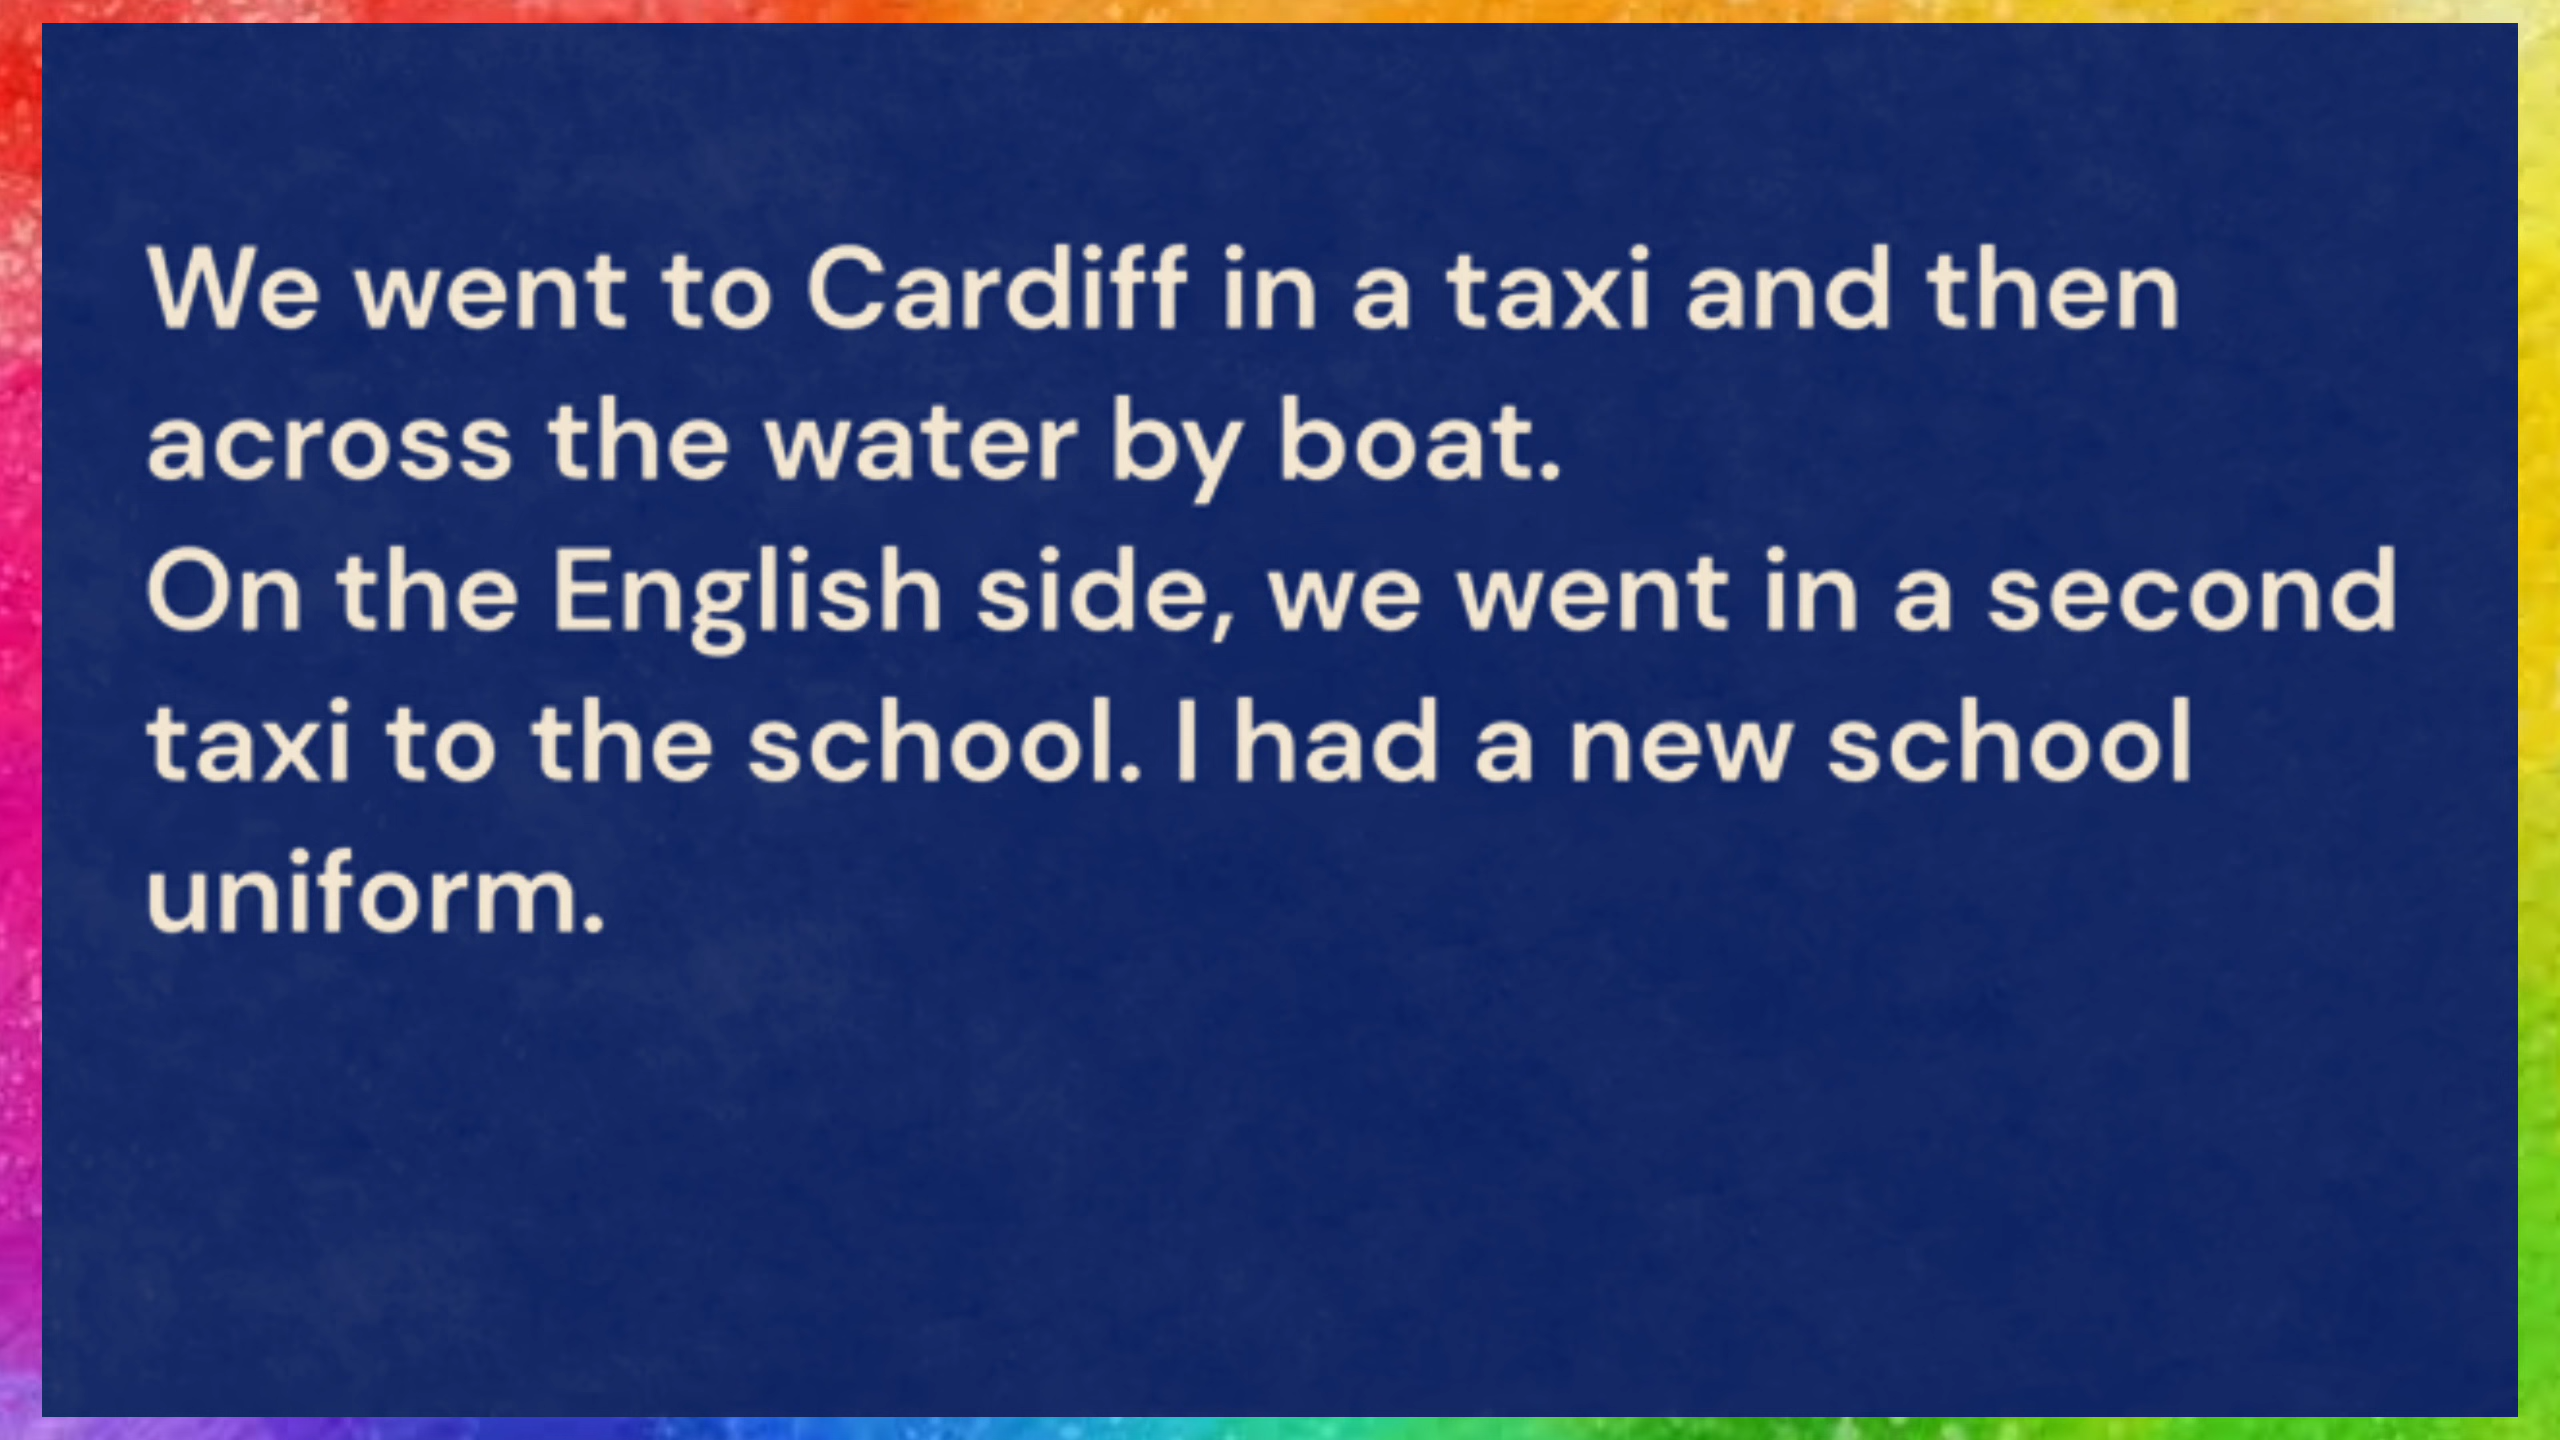 We went to Cardiff in a taxi and then
across the water by boat.
On the English side, we went in a second
taxi to the school. I had a new school
uniform.